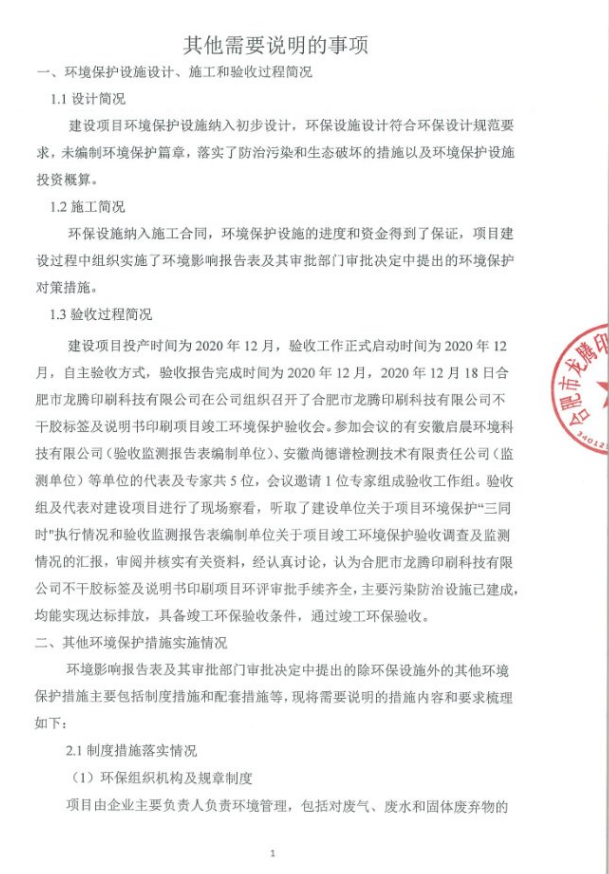 其他需要说明的事项
一、环境保护设施设计、施工和验收过程简况
1.1 设计简况
建设项目环境保护设施纳入初步设计，环保设施设计符合环保设计规范要
求，未编制环境保护篇章，落实了防治污染和生态破坏的措施以及环境保护设施
投资概算。
1.2 施工简况
环保设施纳入施工合同，环境保护设施的进度和资金得到了保证，项目建
设过程中组织实施了环境影响报告表及其审批部门审批决定中提出的环境保护
对策措施。
1.3 验收过程简况
建设项目投产时间为 2020 年 12 月，验收工作正式启动时间为 2020 年 12
月，自主验收方式，验收报告完成时间为 2020 年 12 月，2020 年 12 月 18 日合
肥市龙腾印刷科技有限公司在公司组织召开了合肥市龙腾印刷科技有限公司不
干胶标签及说明书印刷项目竣工环境保护验收会。参加会议的有安徽启晨环境科
技有限公司（验收监测报告表编制单位）、安徽尚德谱检测技术有限责任公司（监
测单位）等单位的代表及专家共 5 位，会议邀请 1 位专家组成验收工作组。验收
组及代表对建设项目进行了现场察看，听取了建设单位关于项目环境保护“三同
时"执行情况和验收监测报告表编制单位关于项目竣工环境保护验收调查及监测
情况的汇报，审阅并核实有关资料，经认真讨论，认为合肥市龙腾印刷科技有限
公司不干胶标签及说明书印刷项目环评审批手续齐全，主要污染防治设施已建成，
均能实现达标排放，具备竣工环保验收条件，通过竣工环保验收。
二、其他环境保护措施实施情况
环境影响报告表及其审批部门审批决定中提出的除环保设施外的其他环境
保护措施主要包括制度措施和配套措施等，现将需要说明的措施内容和要求梳理
如下：
2.1 制度措施落实情况
（1）环保组织机构及规章制度
项目由企业主要负责人负责环境管理，包括对废气、废水和固体废弃物的
1
合肥市龙腾印
34012